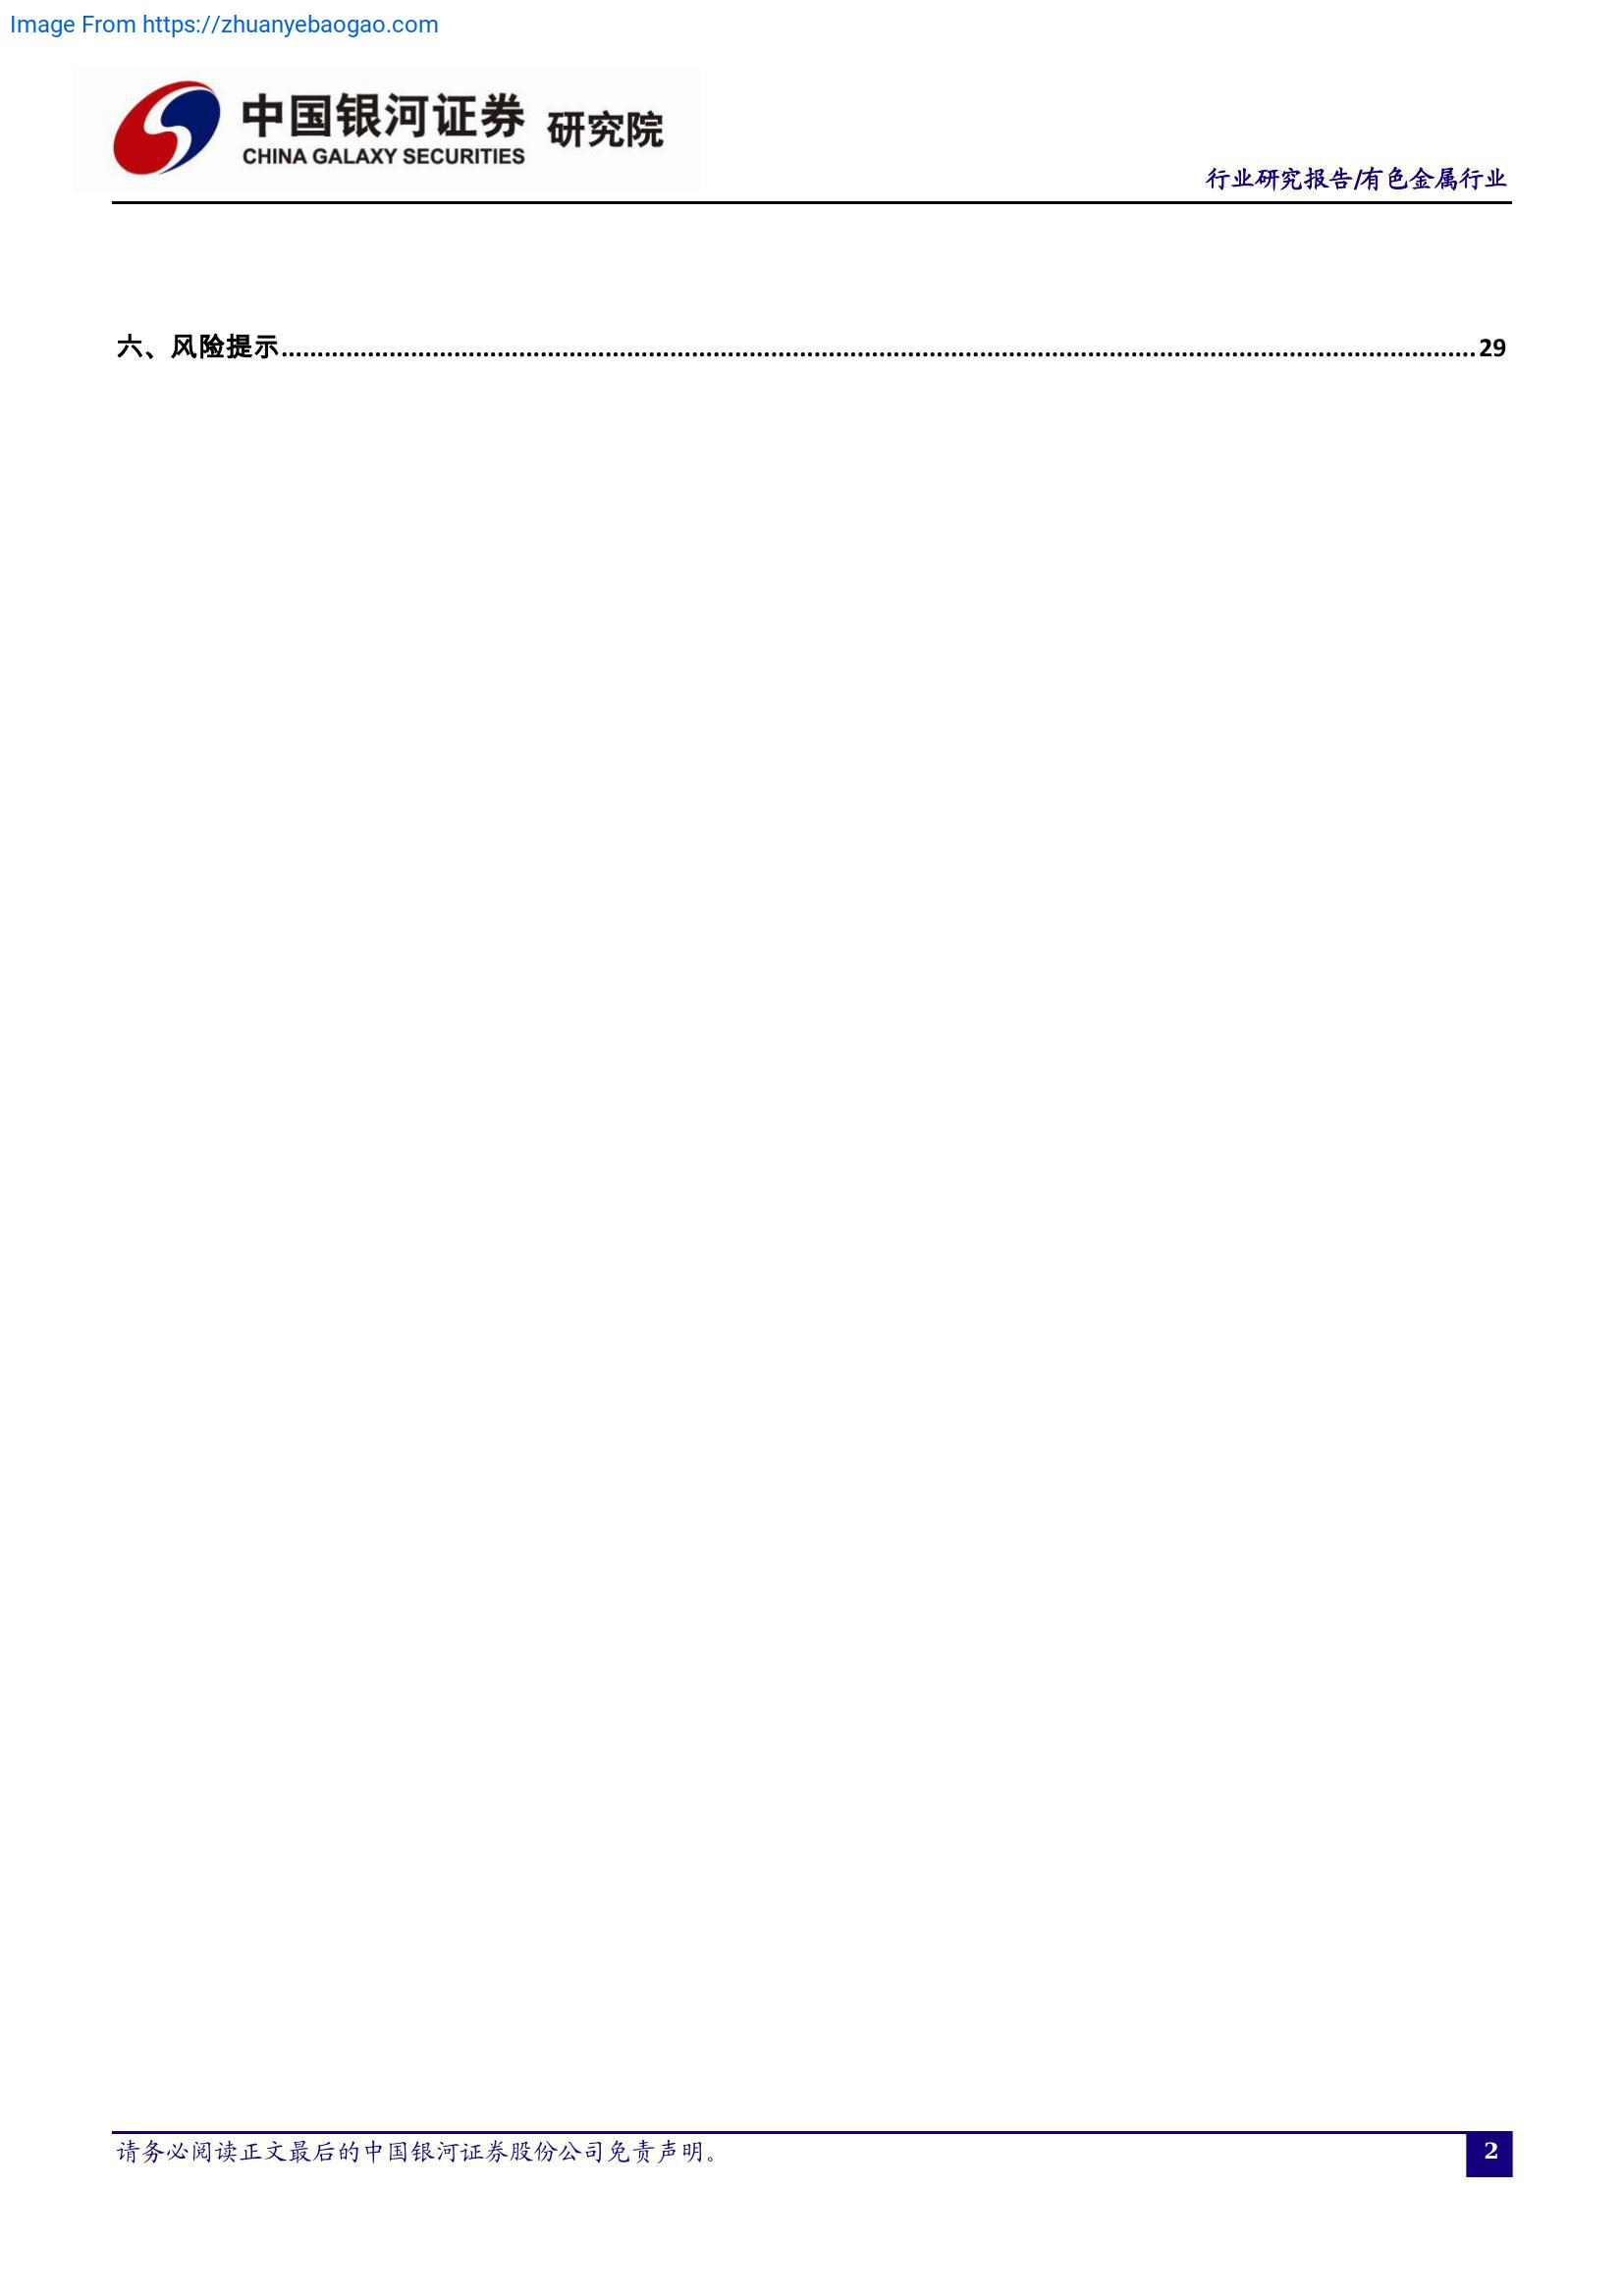 Image From https://zhuanyebaogao.com
中国银河证券 研究院
CHINA GALAXY SECURITIES
行业研究报告/有色金属行业
六、风险提示........................................................................................................................................................................29
请务必阅读正文最后的中国银河证券股份公司免责声明。
2